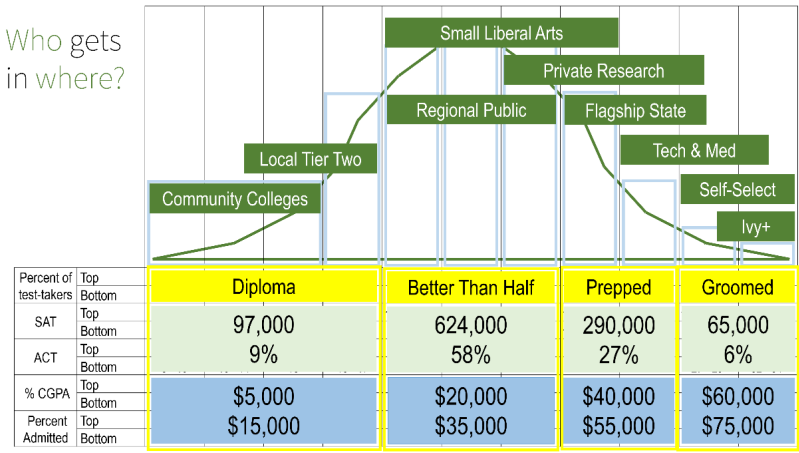 Who gets
in where?
Small Liberal Arts
Private Research
Regional Public
Flagship State
Local Tier Two
Tech & Med
Community Colleges
Self-Select
Ivy+
Percent of
test-takers
Top
Bottom
Diploma
Better Than Half
Prepped
Groomed
SAT
Top
Bottom
97,000
624,000
290,000
65,000
ACT
Top
Bottom
9%
58%
27%
6%
% CGPA
Top
Bottom
$5,000
$20,000
$40,000
$60,000
Percent
Admitted
Top
Bottom
$15,000
$35,000
$55,000
$75,000